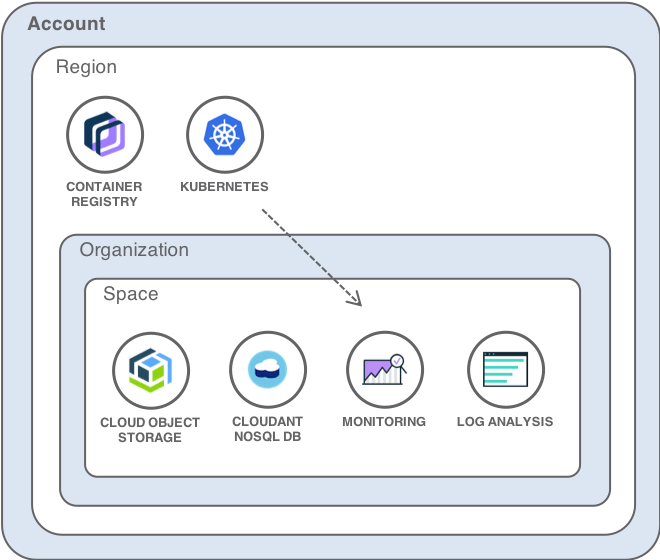 Account
Region
CONTAINER
REGISTRY
KUBERNETES
Organization
Space
CLOUD OBJECT
STORAGE
CLOUDANT
NOSQL DB
MONITORING
LOG ANALYSIS